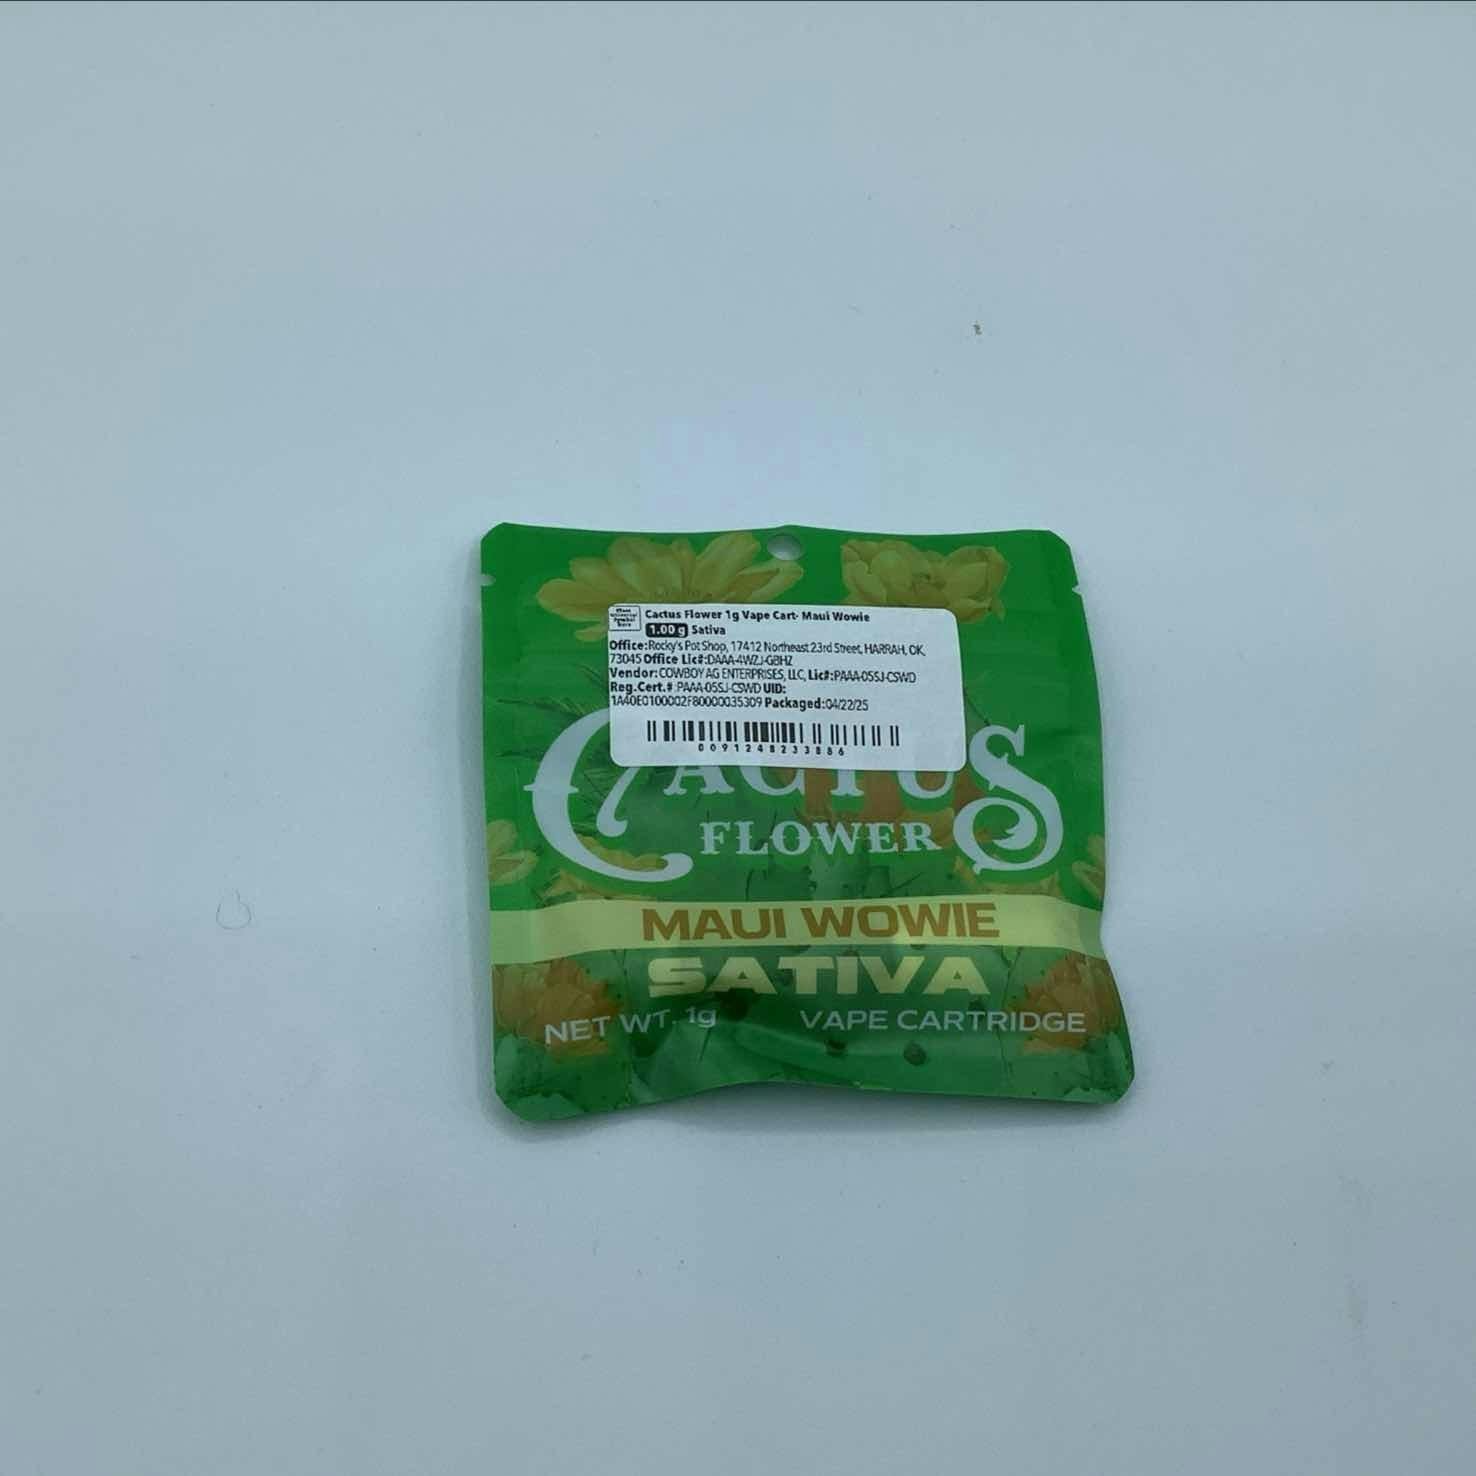 Cactus Flower 1g Vape Cart- Maui Wowie
1.00 g Sativa
Office:Rocky's Pot Shop, 17412 Northeast 23rd Street, HARRAH, OK,
73045 Office Lic#:DAAA-4WZJ-GBHZ
Vendor:COWBOY AG ENTERPRISES, LLC, Lic#:PAAA-05SJ-CSWD
Reg.Cert.# :PAAA-05SJ-CSWD UID:
1A40E0100002F80000035309 Packaged:04/22/25
0091248233886
CACTUS
FLOWER
MAUI WOWIE
SATIVA
NET WT. 1g VAPE CARTRIDGE